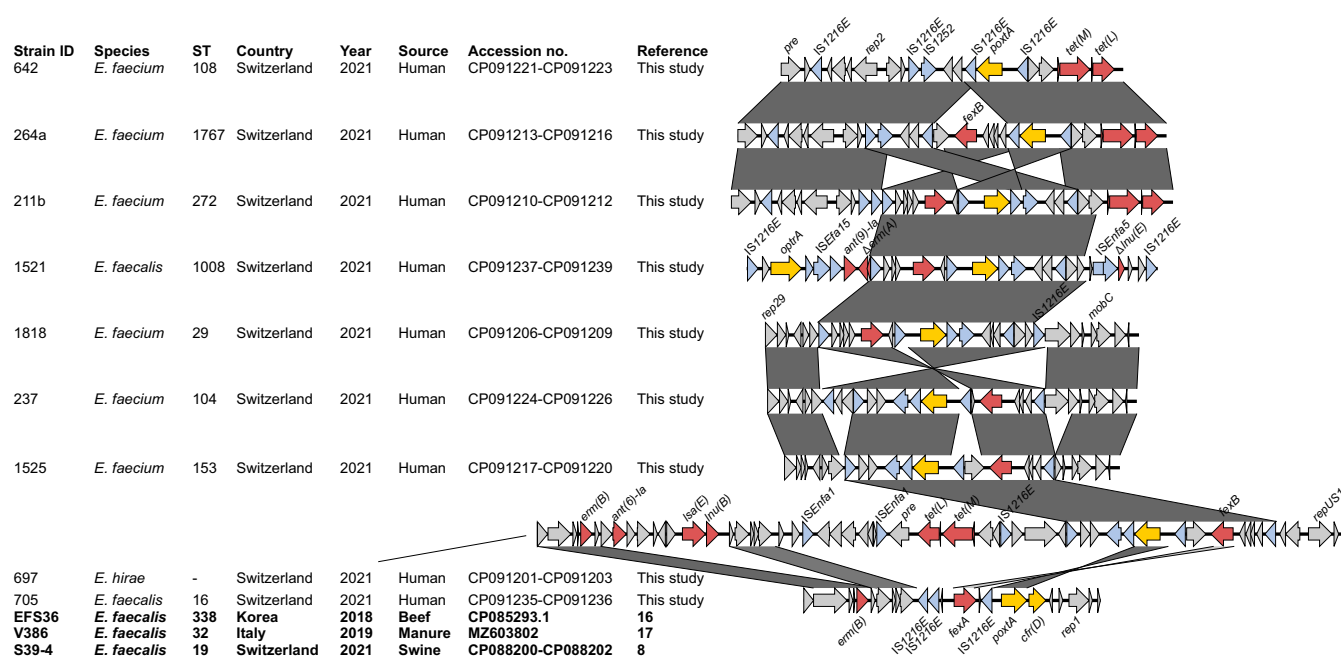 Strain ID Species ST Country Year Source Accession no. Reference
642 E. faecium 108 Switzerland 2021 Human CP091221-CP091223 This study
pre IS1216E rep2 IS1216E IS1252 IS1216E poxtA IS1216E tet(M) tet(L)
264a E. faecium 1767 Switzerland 2021 Human CP091213-CP091216 This study
fexB
211b E. faecium 272 Switzerland 2021 Human CP091210-CP091212 This study
IS1216E optrA ISEfa15 ant(9)-Ia Δerm(A) ISEnfa5 Δlnu(E) IS1216E
1521 E. faecalis 1008 Switzerland 2021 Human CP091237-CP091239 This study
rep29 IS1216E mobC
1818 E. faecium 29 Switzerland 2021 Human CP091206-CP091209 This study
237 E. faecium 104 Switzerland 2021 Human CP091224-CP091226 This study
1525 E. faecium 153 Switzerland 2021 Human CP091217-CP091220 This study
erm(B) ant(6)-Ia lsa(E) lnu(B) ISEnfa1 ISEnfa1 pre tet(L) tet(M) IS1216E fexB repUS1
697 E. hirae - Switzerland 2021 Human CP091201-CP091203 This study
705 E. faecalis 16 Switzerland 2021 Human CP091235-CP091236 This study
EFS36 E. faecalis 338 Korea 2018 Beef CP085293.1 16
V386 E. faecalis 32 Italy 2019 Manure MZ603802 17
S39-4 E. faecalis 19 Switzerland 2021 Swine CP088200-CP088202 8
erm(B) IS1216E IS1216E fexA IS1216E poxtA cfr(D) rep1